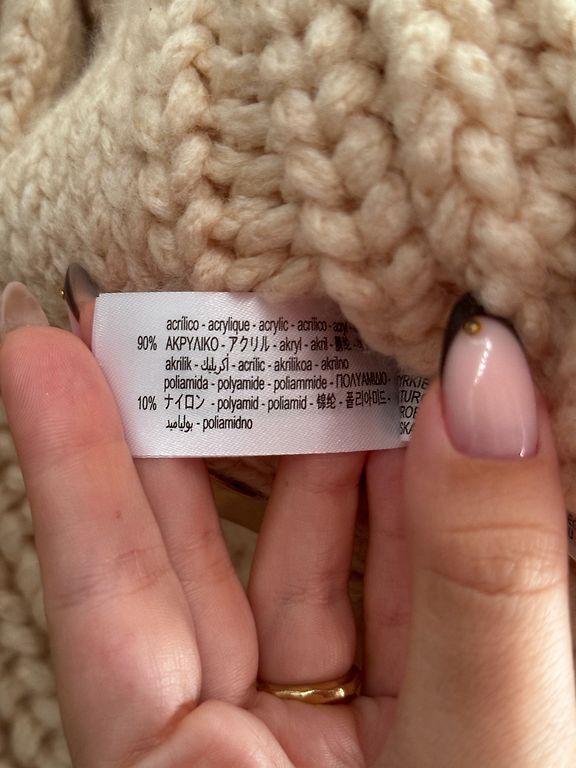 acrílico - acrylique - acrylic - acrilico -
90% ΑΚΡΥΛΙΚΟ - アクリル - akryl - akril -
akrilik - أكريليك - acrilic - akrilikoa - akrilno
poliamida - polyamide - poliammide - ΠΟΛΥΑΜΙΔΙΟ-
10% ナイロン - polyamid - poliamid - 锦纶 - 폴리아미드-
بولياميد - poliamidno